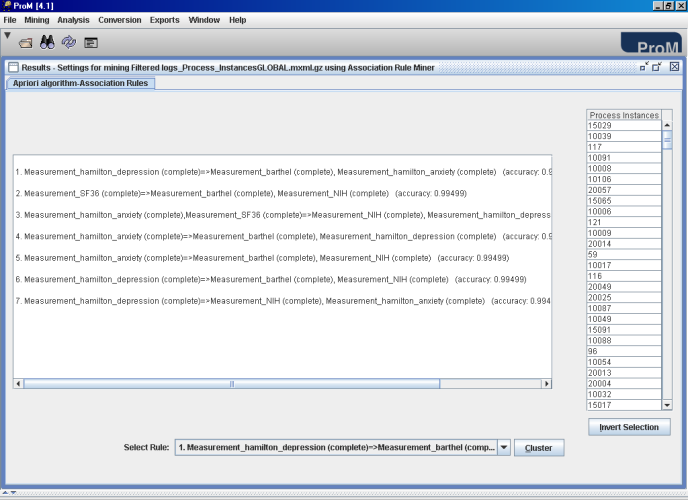 ProM [4.1]
File Mining Analysis Conversion Exports Window Help
ProM
Results - Settings for mining Filtered logs_Process_InstancesGLOBAL.mxml.gz using Association Rule Miner
Apriori algorithm-Association Rules
1. Measurement_hamilton_depression (complete)=>Measurement_barthel (complete), Measurement_hamilton_anxiety (complete) (accuracy: 0.9
2. Measurement_SF36 (complete)=>Measurement_barthel (complete), Measurement_NIH (complete) (accuracy: 0.99499)
3. Measurement_hamilton_anxiety (complete),Measurement_SF36 (complete)=>Measurement_NIH (complete), Measurement_hamilton_depress
4. Measurement_hamilton_anxiety (complete)=>Measurement_barthel (complete), Measurement_hamilton_depression (complete) (accuracy: 0.9
5. Measurement_hamilton_anxiety (complete)=>Measurement_barthel (complete), Measurement_NIH (complete) (accuracy: 0.99499)
6. Measurement_hamilton_depression (complete)=>Measurement_barthel (complete), Measurement_NIH (complete) (accuracy: 0.99499)
7. Measurement_hamilton_depression (complete)=>Measurement_NIH (complete), Measurement_hamilton_anxiety (complete) (accuracy: 0.994
Process Instances
15029
10039
117
10091
10008
10106
20057
15065
10006
121
10009
20014
59
10017
116
20049
20025
10087
10049
15091
10088
96
10054
20013
20004
10032
15017
Invert Selection
Select Rule: 1. Measurement_hamilton_depression (complete)=>Measurement_barthel (comp... Cluster